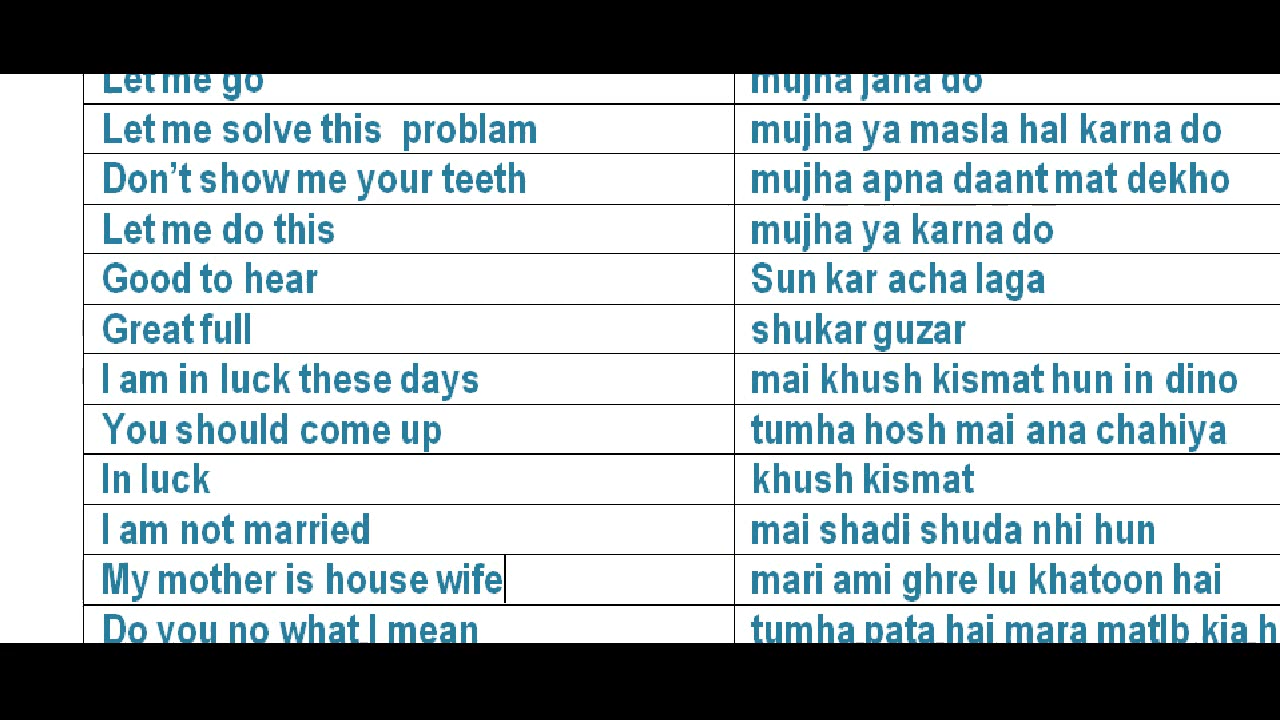 Let me go mujha jana do
Let me solve this problam mujha ya masla hal karna do
Don’t show me your teeth mujha apna daant mat dekho
Let me do this mujha ya karna do
Good to hear Sun kar acha laga
Great full shukar guzar
I am in luck these days mai khush kismat hun in dino
You should come up tumha hosh mai ana chahiya
In luck khush kismat
I am not married mai shadi shuda nhi hun
My mother is house wife mari ami ghre lu khatoon hai
Do you no what I mean tumha pata hai mara matlb kia